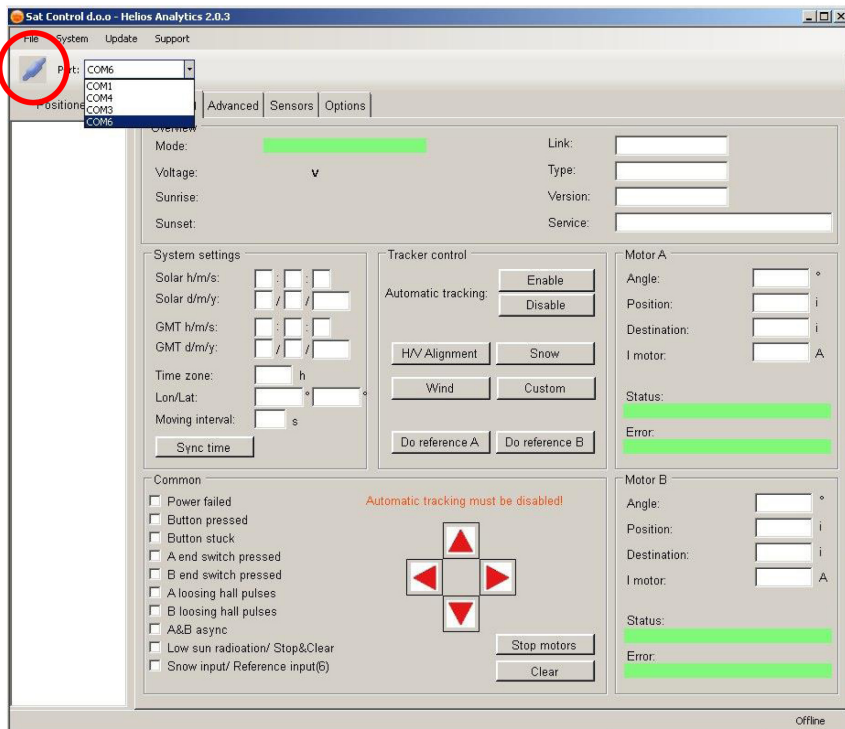 Sat Control d.o.o - Helios Analytics 2.0.3
File System Update Support
Port: COM6
COM1
COM4
COM3
COM6
Advanced Sensors Options
Overview
Mode:
Voltage: V
Sunrise:
Sunset:
Link:
Type:
Version:
Service:
System settings
Solar h/m/s: : :
Solar d/m/y: / /
GMT h/m/s: : :
GMT d/m/y: / /
Time zone: h
Lon/Lat: ° °
Moving interval: s
Sync time
Tracker control
Automatic tracking:
Enable
Disable
H/V Alignment Snow
Wind Custom
Do reference A Do reference B
Motor A
Angle: °
Position: i
Destination: i
I motor: A
Status:
Error:
Common
Power failed
Button pressed
Button stuck
A end switch pressed
B end switch pressed
A loosing hall pulses
B loosing hall pulses
A&B async
Low sun radioation/ Stop&Clear
Snow input/ Reference input(6)
Automatic tracking must be disabled!
Stop motors
Clear
Motor B
Angle: °
Position: i
Destination: i
I motor: A
Status:
Error:
Offline